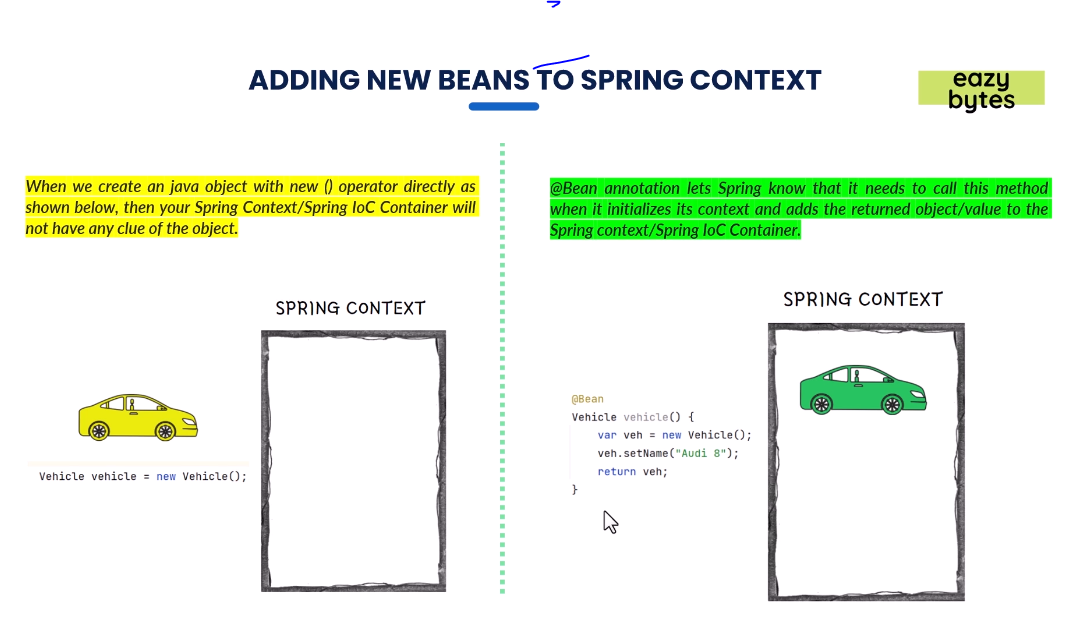 ADDING NEW BEANS TO SPRING CONTEXT
eazy
bytes
When we create an java object with new () operator directly as
shown below, then your Spring Context/Spring IoC Container will
not have any clue of the object.
SPRING CONTEXT
Vehicle vehicle = new Vehicle();
@Bean annotation lets Spring know that it needs to call this method
when it initializes its context and adds the returned object/value to the
Spring context/Spring IoC Container.
SPRING CONTEXT
@Bean
Vehicle vehicle() {
    var veh = new Vehicle();
    veh.setName("Audi 8");
    return veh;
}